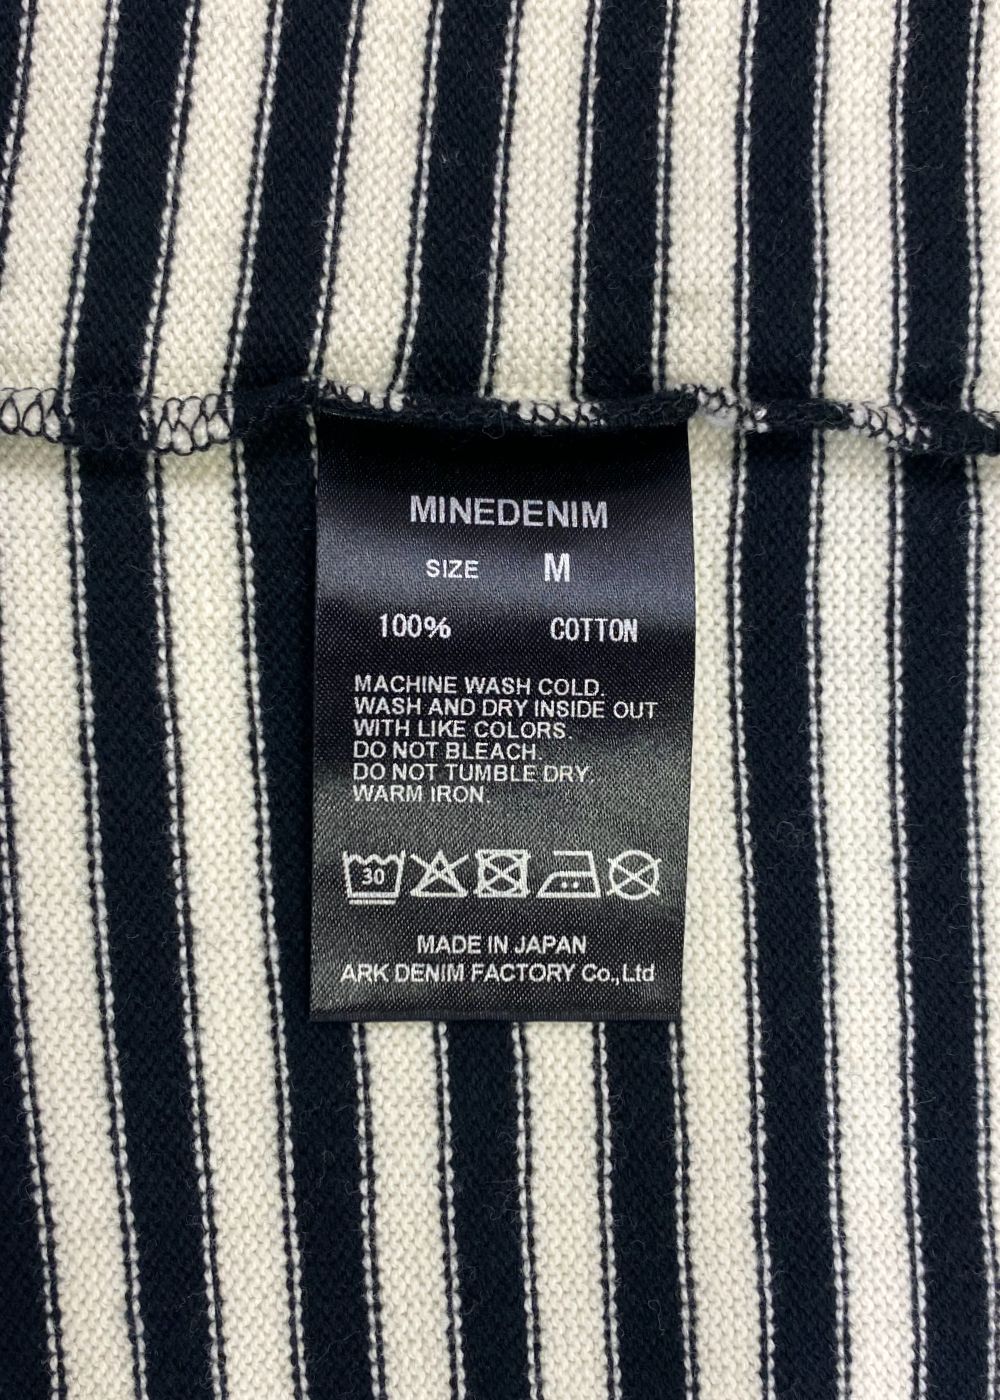 MINEDENIM
SIZE M
100% COTTON
MACHINE WASH COLD.
WASH AND DRY INSIDE OUT
WITH LIKE COLORS.
DO NOT BLEACH.
DO NOT TUMBLE DRY.
WARM IRON.
30
MADE IN JAPAN
ARK DENIM FACTORY Co.,Ltd